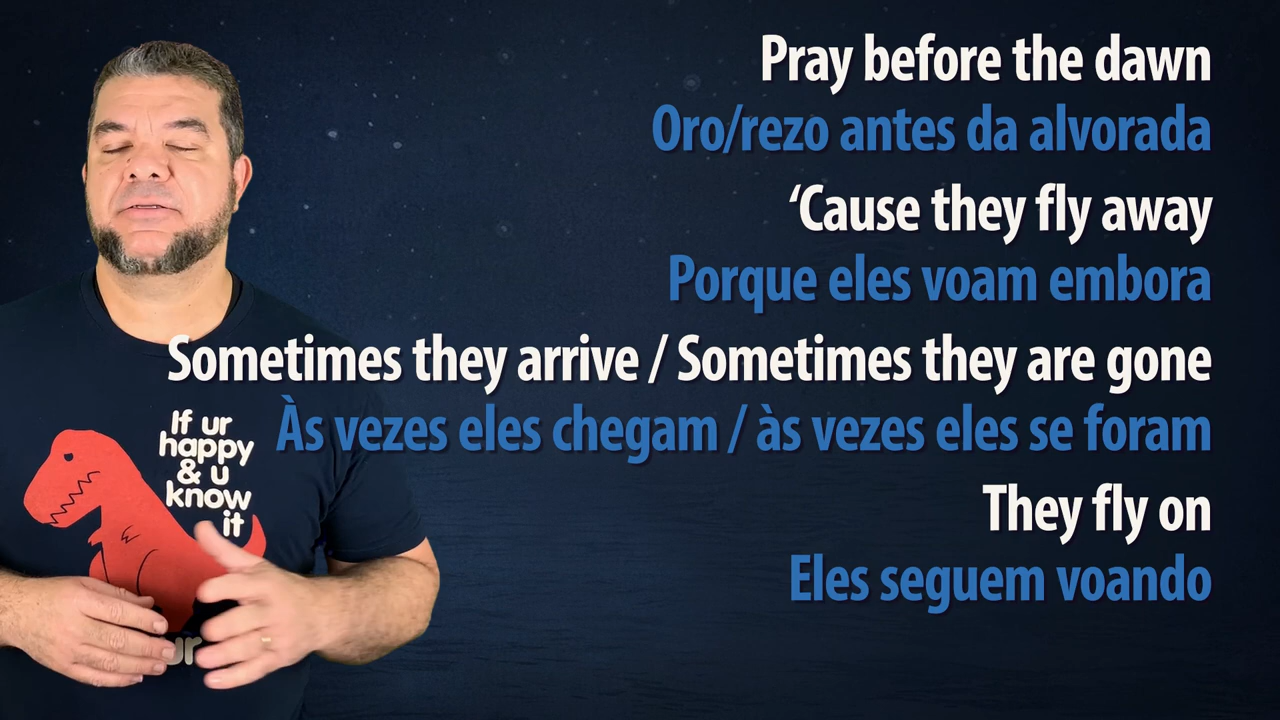 Pray before the dawn
Oro/rezo antes da alvorada
‘Cause they fly away
Porque eles voam embora
Sometimes they arrive / Sometimes they are gone
Às vezes eles chegam / às vezes eles se foram
They fly on
Eles seguem voando
If ur
happy
& u
know
it
ur